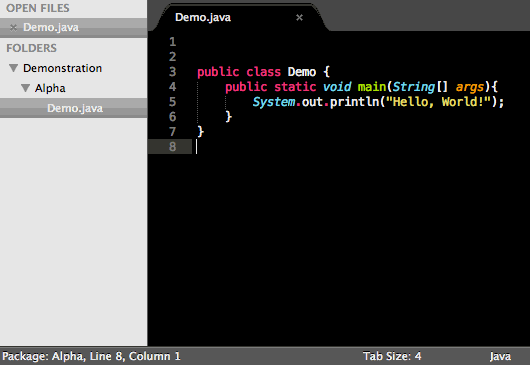 OPEN FILES
× Demo.java
FOLDERS
Demonstration
Alpha
Demo.java
Demo.java ×
1
2
3 public class Demo {
4     public static void main(String[] args){
5         System.out.println("Hello, World!");
6     }
7 }
8
Package: Alpha, Line 8, Column 1 Tab Size: 4 Java